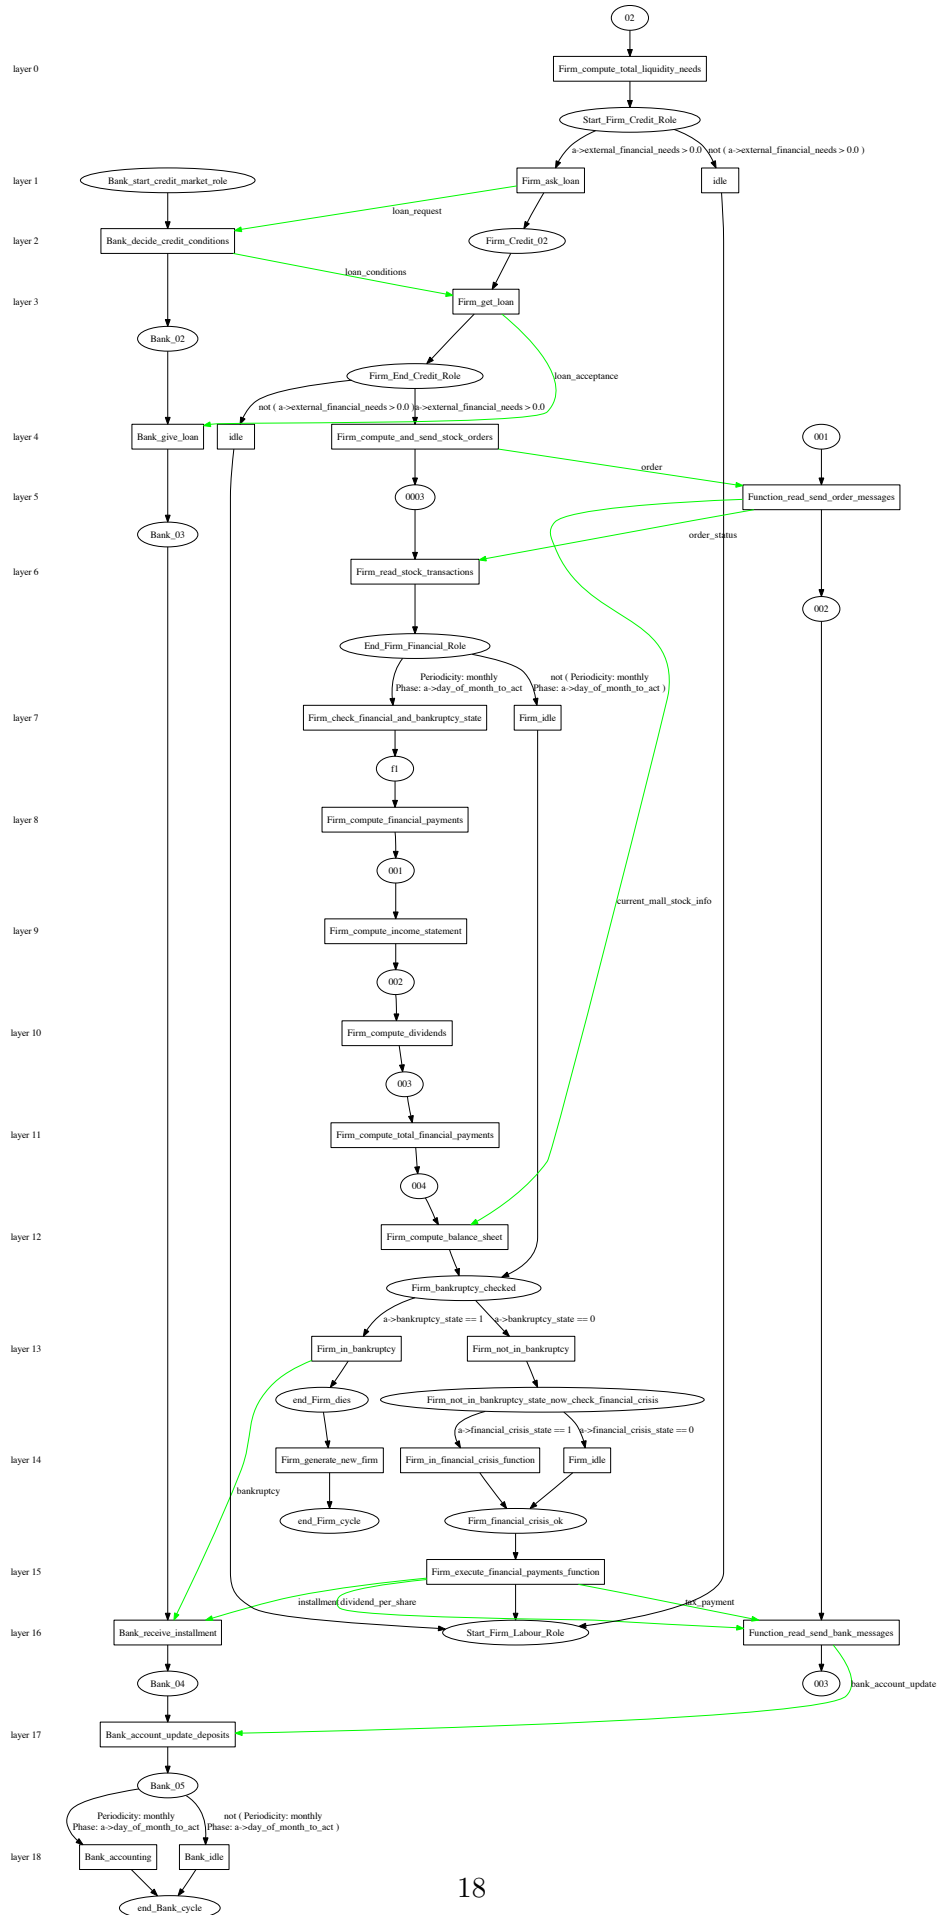 02
layer 0
Firm_compute_total_liquidity_needs
Start_Firm_Credit_Role
a->external_financial_needs > 0.0
not ( a->external_financial_needs > 0.0 )
layer 1
Bank_start_credit_market_role
Firm_ask_loan
idle
loan_request
layer 2
Bank_decide_credit_conditions
Firm_Credit_02
loan_conditions
layer 3
Firm_get_loan
Bank_02
Firm_End_Credit_Role
loan_acceptance
not ( a->external_financial_needs > 0.0 )
a->external_financial_needs > 0.0
layer 4
Bank_give_loan
idle
Firm_compute_and_send_stock_orders
001
order
layer 5
0003
Function_read_send_order_messages
Bank_03
order_status
layer 6
Firm_read_stock_transactions
002
End_Firm_Financial_Role
Periodicity: monthly
Phase: a->day_of_month_to_act
not ( Periodicity: monthly
Phase: a->day_of_month_to_act )
layer 7
Firm_check_financial_and_bankruptcy_state
Firm_idle
f1
layer 8
Firm_compute_financial_payments
001
current_mall_stock_info
layer 9
Firm_compute_income_statement
002
layer 10
Firm_compute_dividends
003
layer 11
Firm_compute_total_financial_payments
004
layer 12
Firm_compute_balance_sheet
Firm_bankruptcy_checked
a->bankruptcy_state == 1
a->bankruptcy_state == 0
layer 13
Firm_in_bankruptcy
Firm_not_in_bankruptcy
end_Firm_dies
Firm_not_in_bankruptcy_state_now_check_financial_crisis
a->financial_crisis_state == 1
a->financial_crisis_state == 0
layer 14
Firm_generate_new_firm
Firm_in_financial_crisis_function
Firm_idle
bankruptcy
end_Firm_cycle
Firm_financial_crisis_ok
layer 15
Firm_execute_financial_payments_function
installment
dividend_per_share
tax_payment
layer 16
Bank_receive_installment
Start_Firm_Labour_Role
Function_read_send_bank_messages
Bank_04
003
bank_account_update
layer 17
Bank_account_update_deposits
Bank_05
Periodicity: monthly
Phase: a->day_of_month_to_act
not ( Periodicity: monthly
Phase: a->day_of_month_to_act )
layer 18
Bank_accounting
Bank_idle
end_Bank_cycle
18